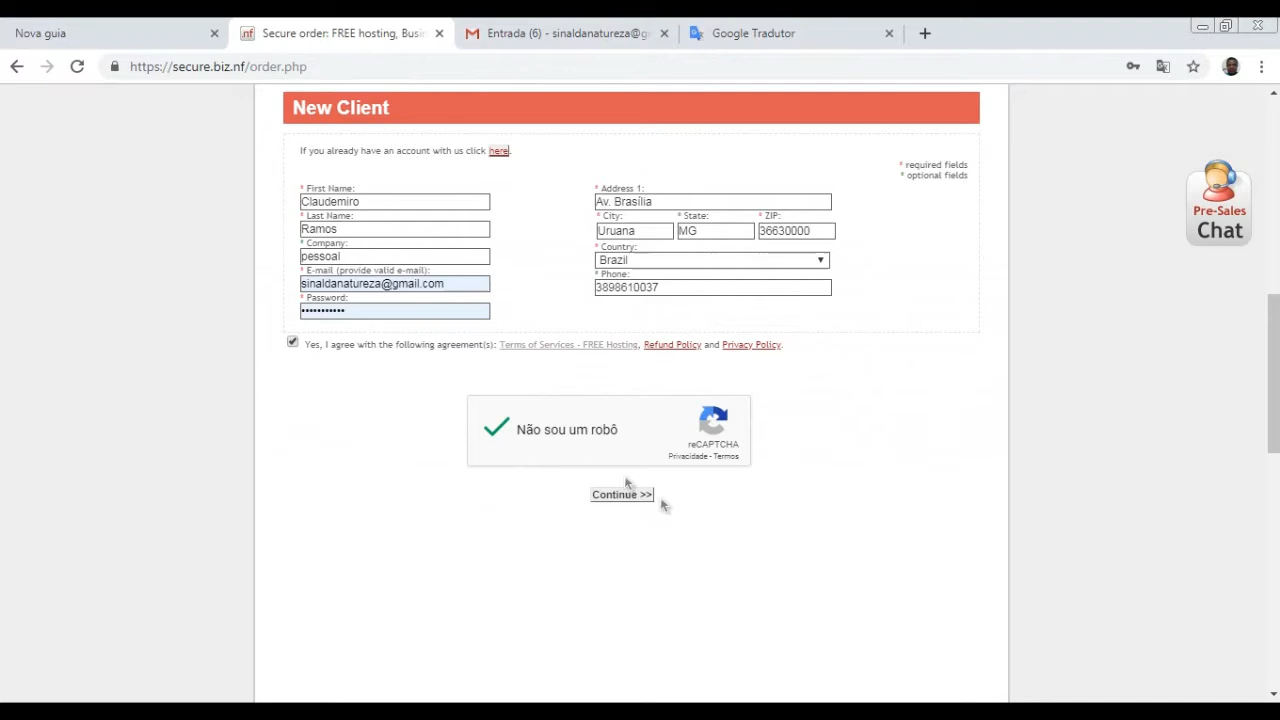 Nova guia
nf Secure order: FREE hosting, Busi
Entrada (6) - sinaldanatureza@g
Google Tradutor
https://secure.biz.nf/order.php
New Client
If you already have an account with us click here.
* required fields
* optional fields
* First Name:
Claudemiro
* Last Name:
Ramos
* Company:
pessoal
* E-mail (provide valid e-mail):
sinaldanatureza@gmail.com
* Password:
•••••••••••
* Address 1:
Av. Brasília
* City: * State: * ZIP:
Uruana MG 36630000
* Country:
Brazil
* Phone:
3898610037
Yes, I agree with the following agreement(s): Terms of Services - FREE Hosting, Refund Policy and Privacy Policy.
Não sou um robô
reCAPTCHA
Privacidade - Termos
Continue >>
Pre-Sales
Chat